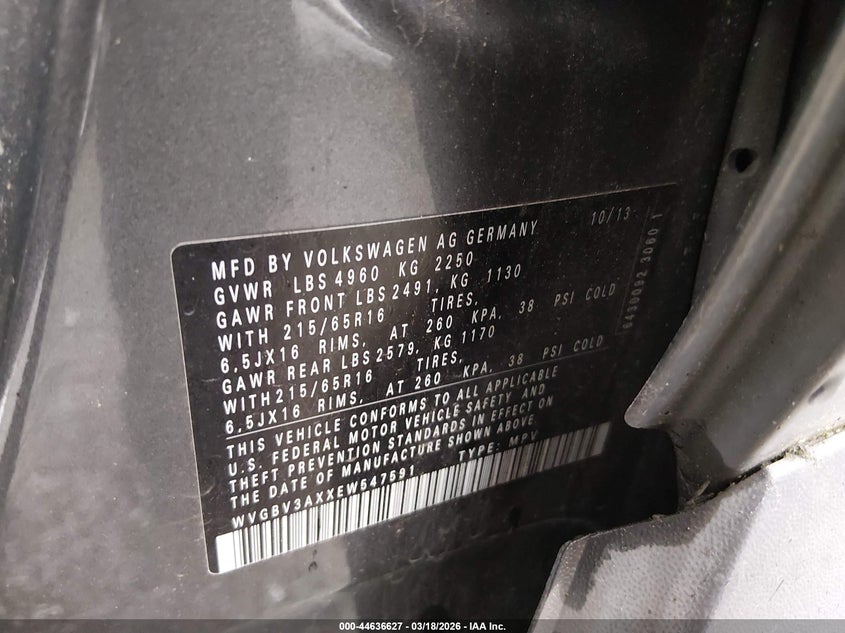 MFD BY VOLKSWAGEN AG GERMANY 10/13
GVWR LBS 4960 KG 2250
GAWR FRONT LBS 2491, KG 1130
WITH 215/65R16 TIRES,
6,5JX16 RIMS, AT 260 KPA, 38 PSI COLD
GAWR REAR LBS 2579, KG 1170
WITH 215/65R16 TIRES,
6,5JX16 RIMS, AT 260 KPA, 38 PSI COLD
THIS VEHICLE CONFORMS TO ALL APPLICABLE
U.S. FEDERAL MOTOR VEHICLE SAFETY AND
THEFT PREVENTION STANDARDS IN EFFECT ON
THE DATE OF MANUFACTURE SHOWN ABOVE.
WVGBV3AXXEW547591 TYPE: MPV
000-44636627 - 03/18/2026 - IAA Inc.